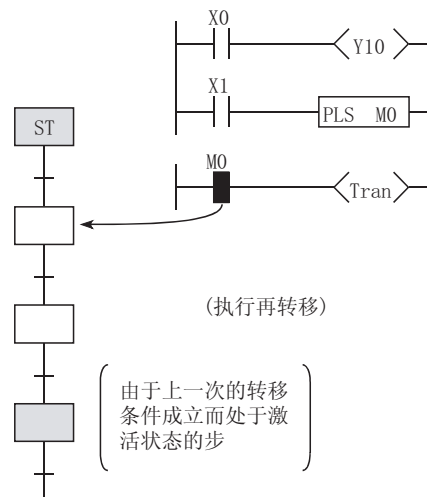 X0
Y10
X1
PLS M0
ST
M0
Tran
(执行再转移)
由于上一次的转移
条件成立而处于激
活状态的步